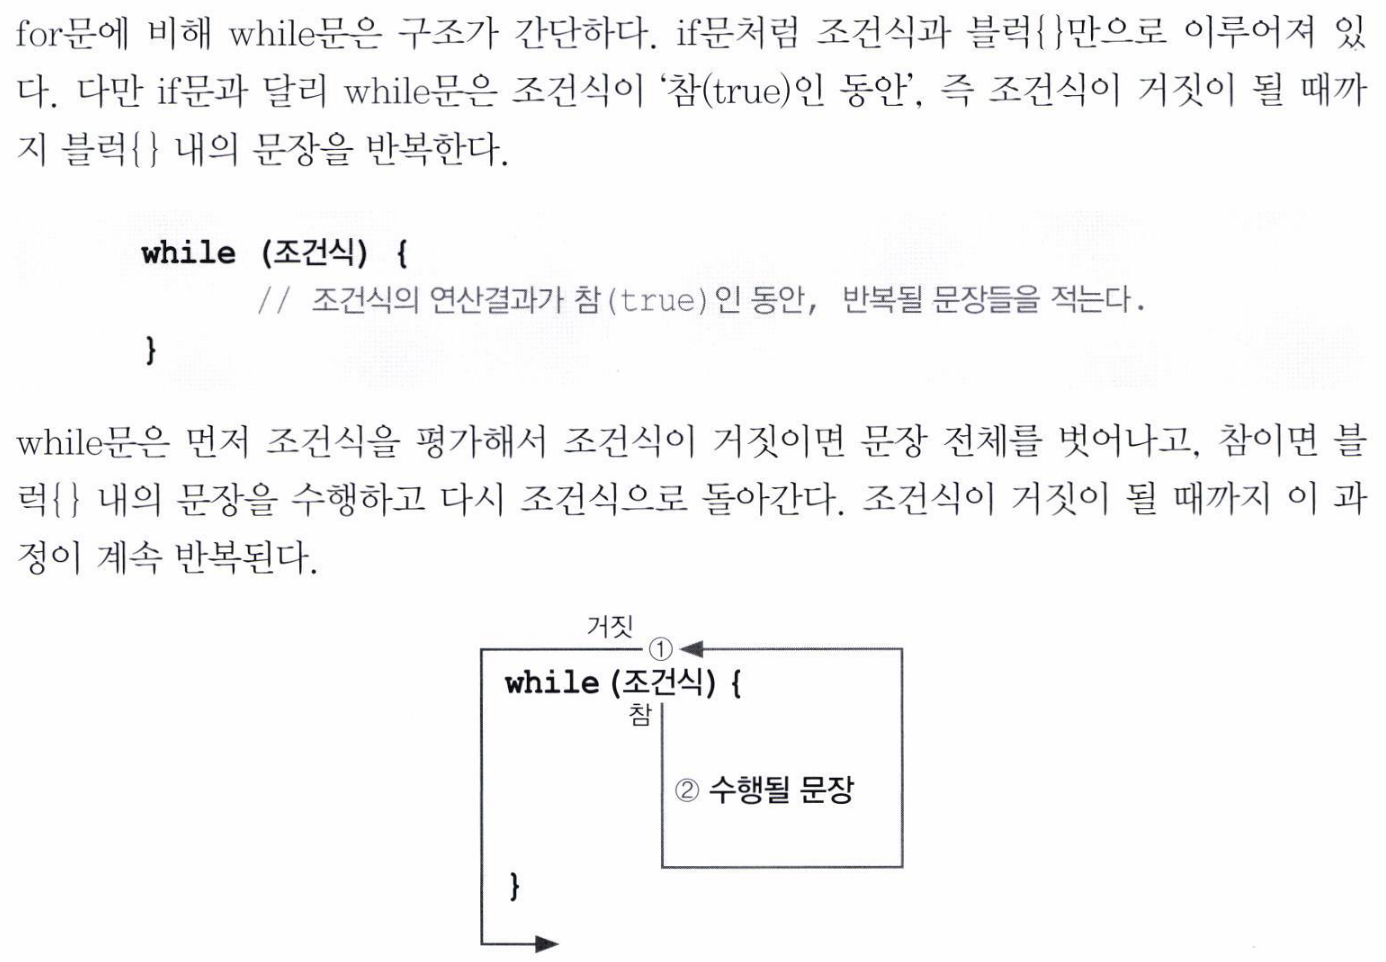 for문에 비해 while문은 구조가 간단하다. if문처럼 조건식과 블럭{}만으로 이루어져 있
다. 다만 if문과 달리 while문은 조건식이 ‘참(true)인 동안’, 즉 조건식이 거짓이 될 때까
지 블럭{} 내의 문장을 반복한다.
while (조건식) {
// 조건식의 연산결과가 참(true)인 동안, 반복될 문장들을 적는다.
}
while문은 먼저 조건식을 평가해서 조건식이 거짓이면 문장 전체를 벗어나고, 참이면 블
럭{} 내의 문장을 수행하고 다시 조건식으로 돌아간다. 조건식이 거짓이 될 때까지 이 과
정이 계속 반복된다.
거짓
①
while (조건식) {
참
② 수행될 문장
}